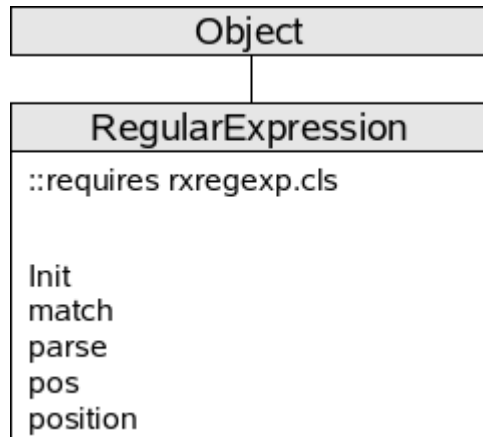 Object
RegularExpression
::requires rxregexp.cls
Init
match
parse
pos
position